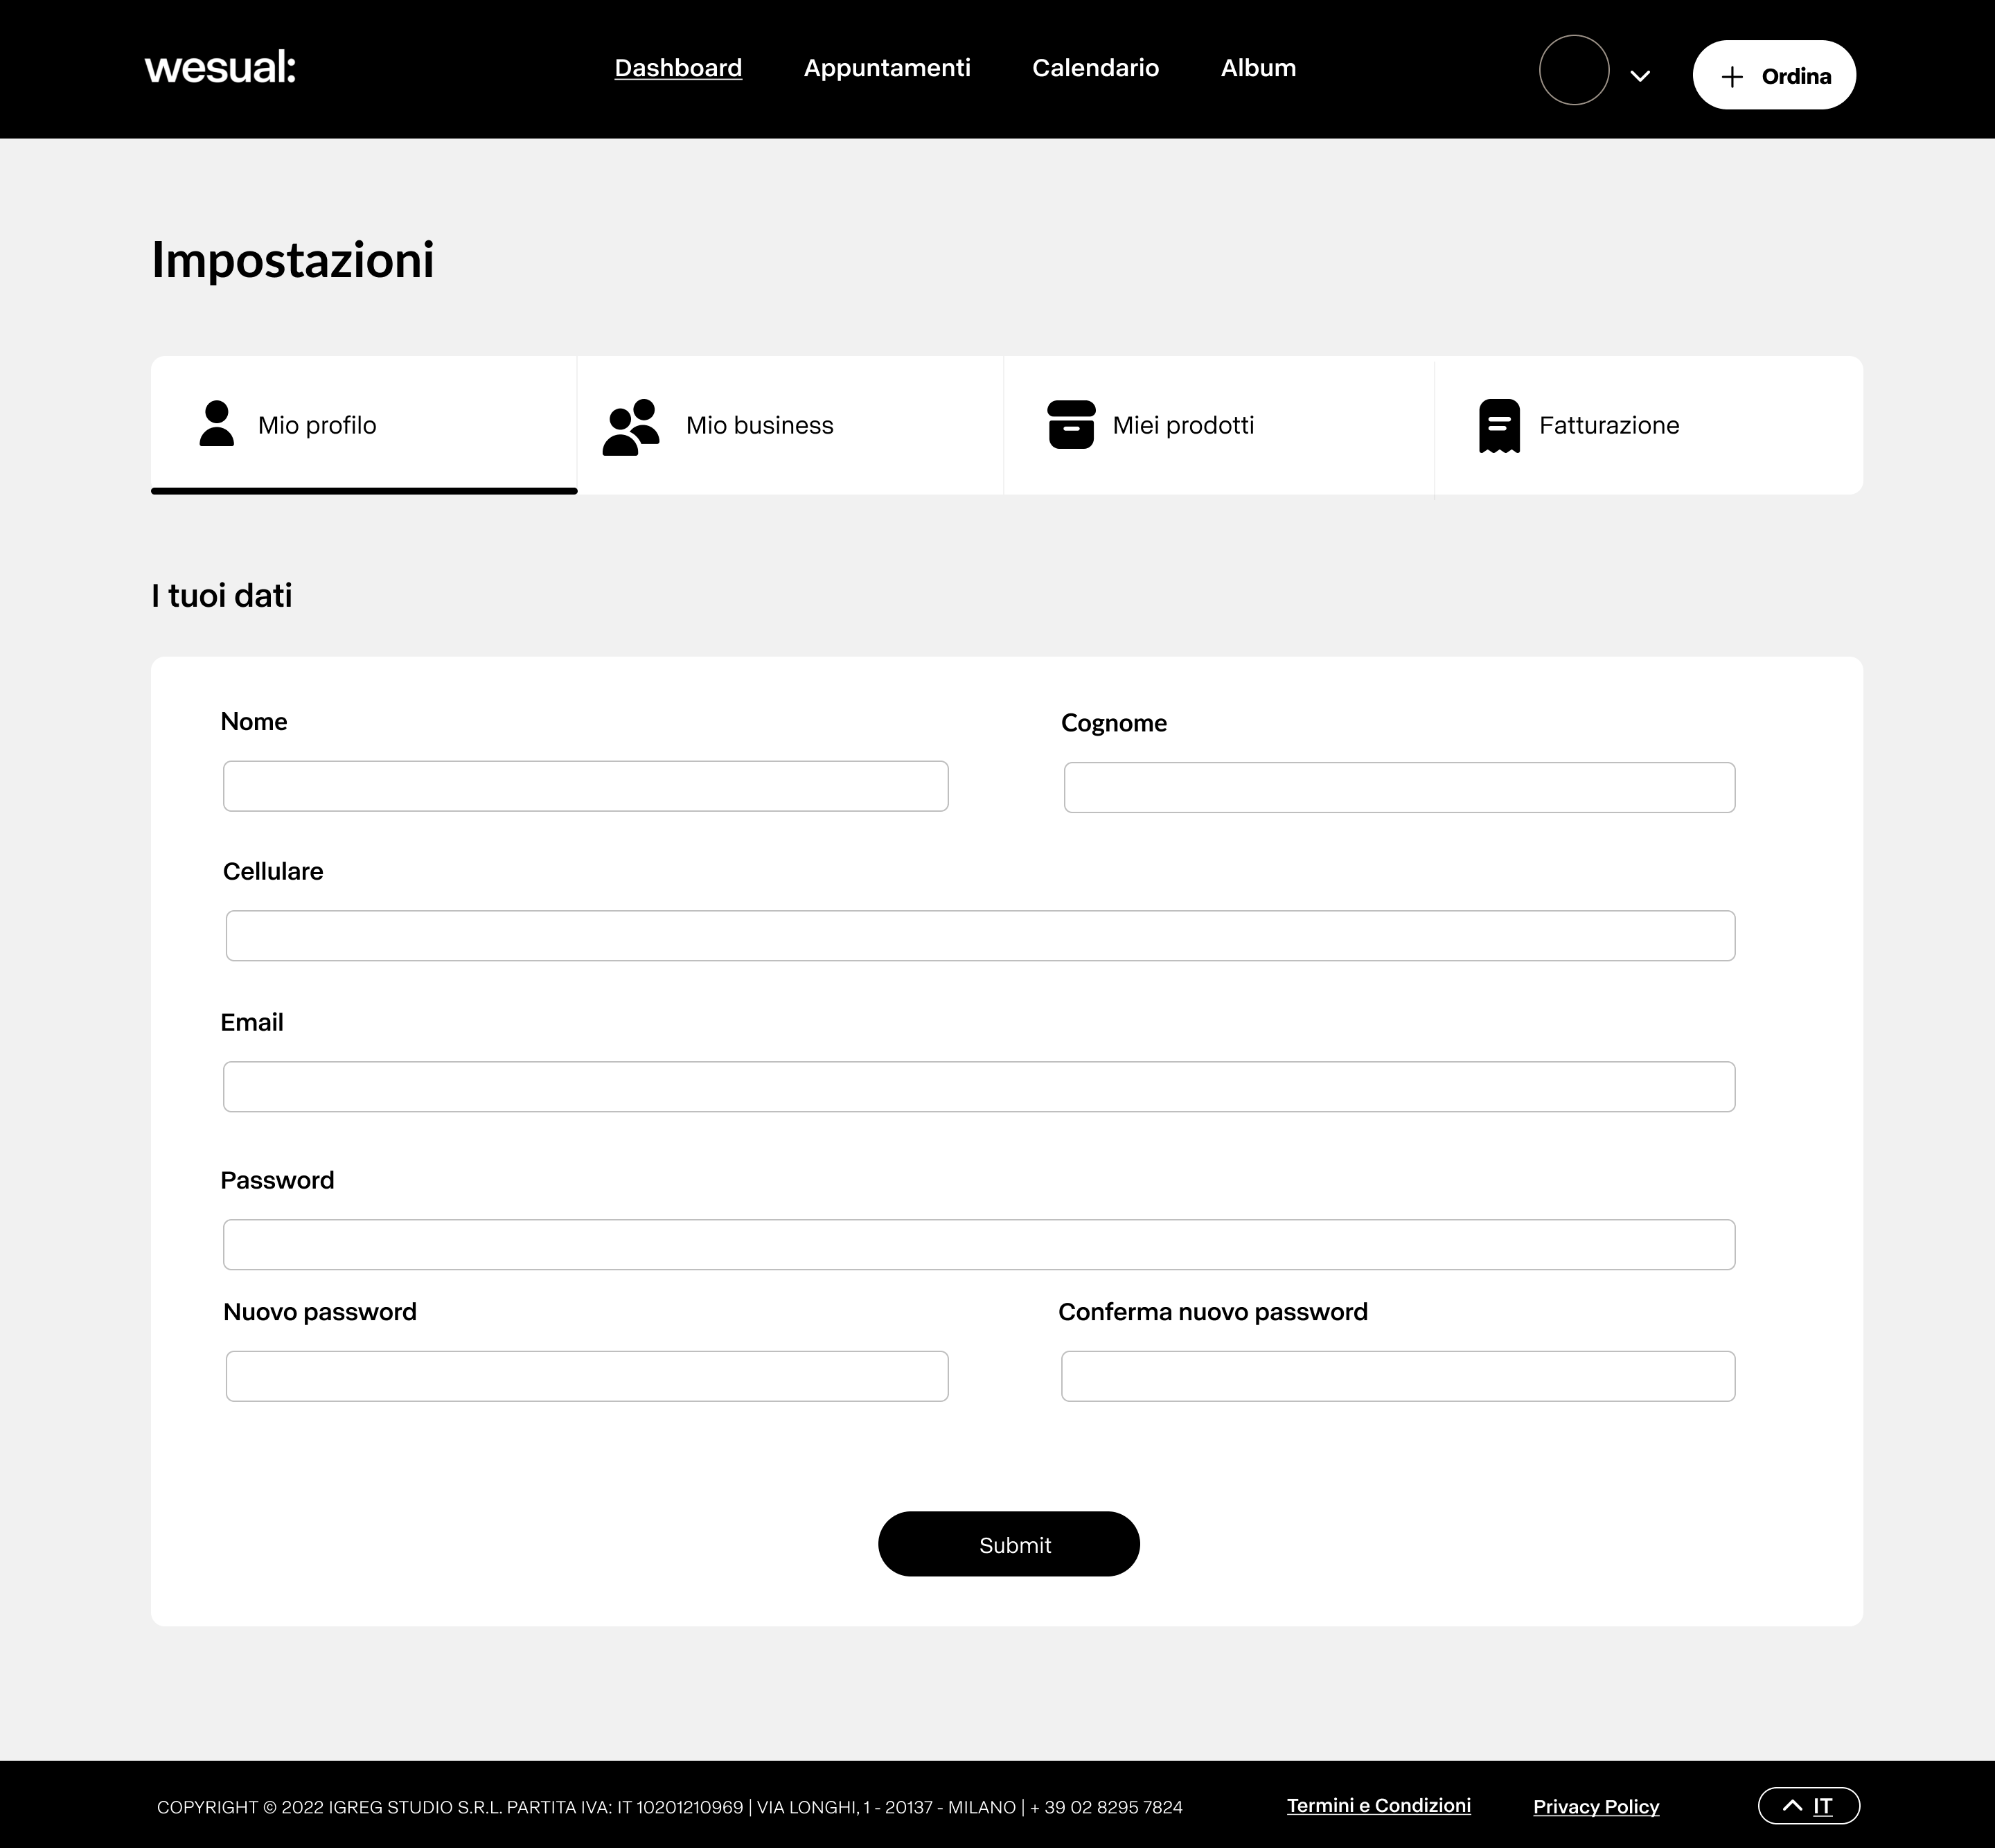 wesual:
Dashboard
Appuntamenti
Calendario
Album
Ordina
Impostazioni
Mio profilo
Mio business
Miei prodotti
Fatturazione
I tuoi dati
Nome
Cognome
Cellulare
Email
Password
Nuovo password
Conferma nuovo password
Submit
COPYRIGHT © 2022 IGREG STUDIO S.R.L. PARTITA IVA: IT 10201210969 | VIA LONGHI, 1 - 20137 - MILANO | + 39 02 8295 7824
Termini e Condizioni
Privacy Policy
IT